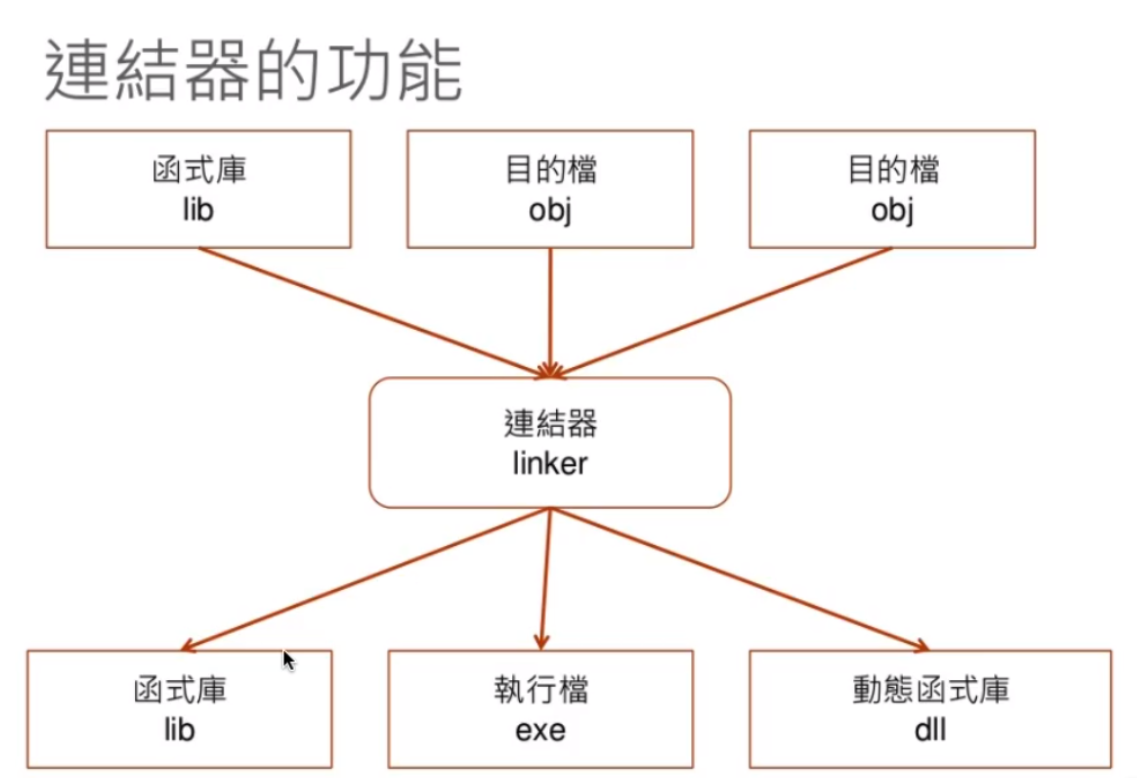 連結器的功能
函式庫
lib
目的檔
obj
目的檔
obj
連結器
linker
函式庫
lib
執行檔
exe
動態函式庫
dll